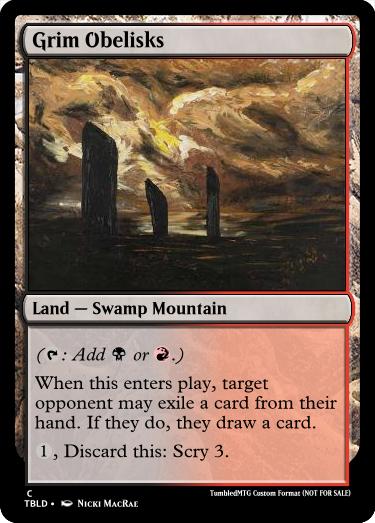 Grim Obelisks
Land — Swamp Mountain
(: Add or .)
When this enters play, target
opponent may exile a card from their
hand. If they do, they draw a card.
1 , Discard this: Scry 3.
C
TBLD • Nicki MacRae
TumbledMTG Custom Format (NOT FOR SALE)